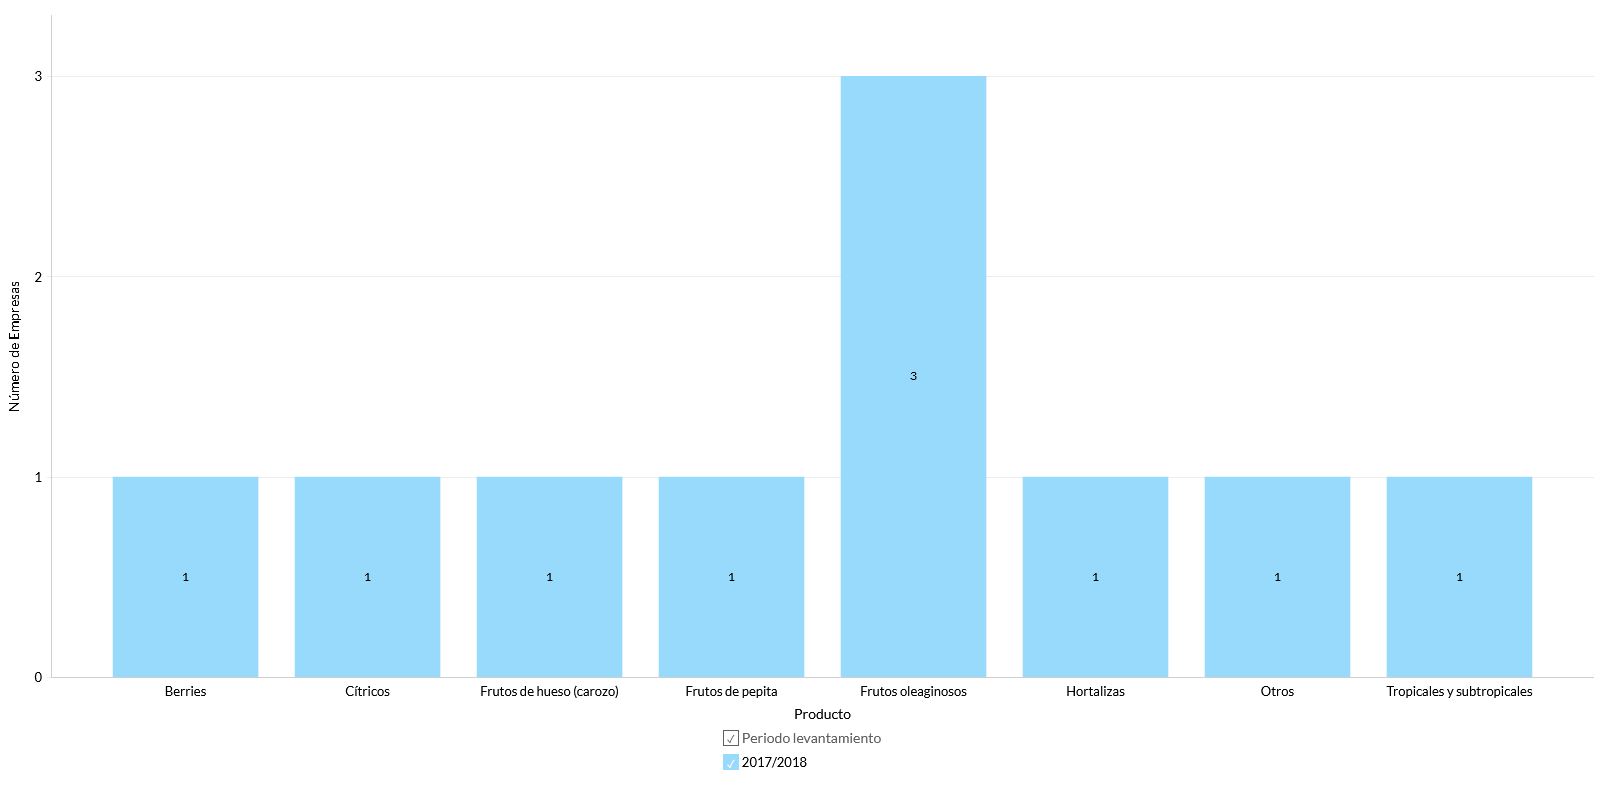 Número de Empresas
3
2
1
0
1
1
1
1
3
1
1
1
Berries
Cítricos
Frutos de hueso (carozo)
Frutos de pepita
Frutos oleaginosos
Hortalizas
Otros
Tropicales y subtropicales
Producto
Periodo levantamiento
2017/2018